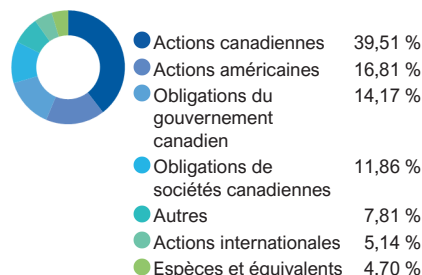 Actions canadiennes 39,51 %
Actions américaines 16,81 %
Obligations du 14,17 %
gouvernement
canadien
Obligations de 11,86 %
sociétés canadiennes
Autres 7,81 %
Actions internationales 5,14 %
Espèces et équivalents 4,70 %